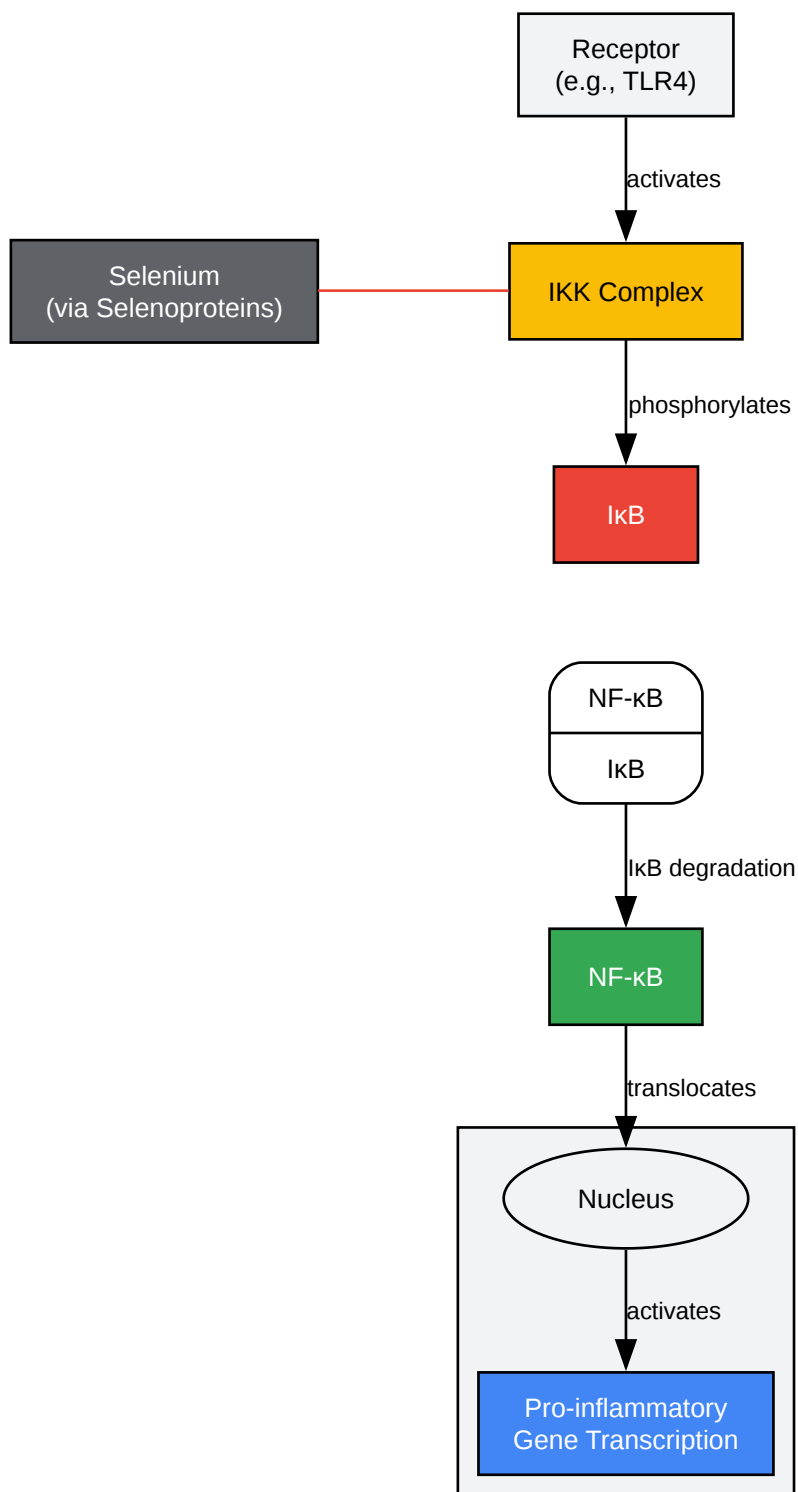 Receptor
(e.g., TLR4)
activates
Selenium
(via Selenoproteins)
IKK Complex
phosphorylates
IκB
NF-κB
IκB
IκB degradation
NF-κB
translocates
Nucleus
activates
Pro-inflammatory
Gene Transcription